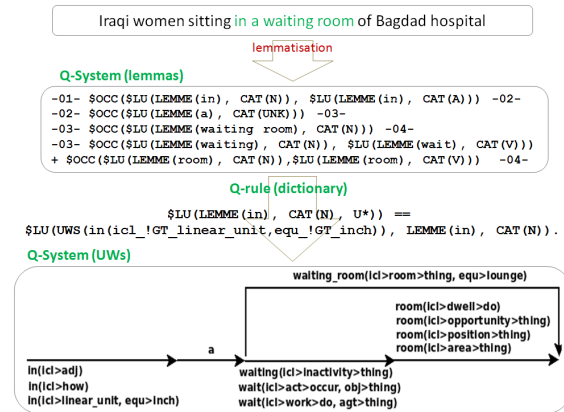 Iraqi women sitting in a waiting room of Bagdad hospital
lemmatisation
Q-System (lemmas)
-01- $OCC($LU(LEMME(in), CAT(N)), $LU(LEMME(in), CAT(A))) -02-
-02- $OCC($LU(LEMME(a), CAT(UNK))) -03-
-03- $OCC($LU(LEMME(waiting room), CAT(N))) -04-
-03- $OCC($LU(LEMME(waiting), CAT(N)), $LU(LEMME(wait), CAT(V)))
+ $OCC($LU(LEMME(room), CAT(N)),$LU(LEMME(room), CAT(V)) -04-
Q-rule (dictionary)
$LU(LEMME(in), CAT(N), U*)) ==
$LU(UWS(in(icl_!GT_linear_unit,equ_!GT_inch)), LEMME(in), CAT(N)).
Q-System (UWs)
waiting_room(icl>room>thing, equ>lounge)
room(icl>dwell>do)
room(icl>opportunity>thing)
room(icl>position>thing)
room(icl>area>thing)
a
in(icl>adj)
in(icl>how)
in(icl>linear_unit, equ>inch)
waiting(icl>inactivity>thing)
wait(icl>act>occur, obj>thing)
wait(icl>work>do, agt>thing)